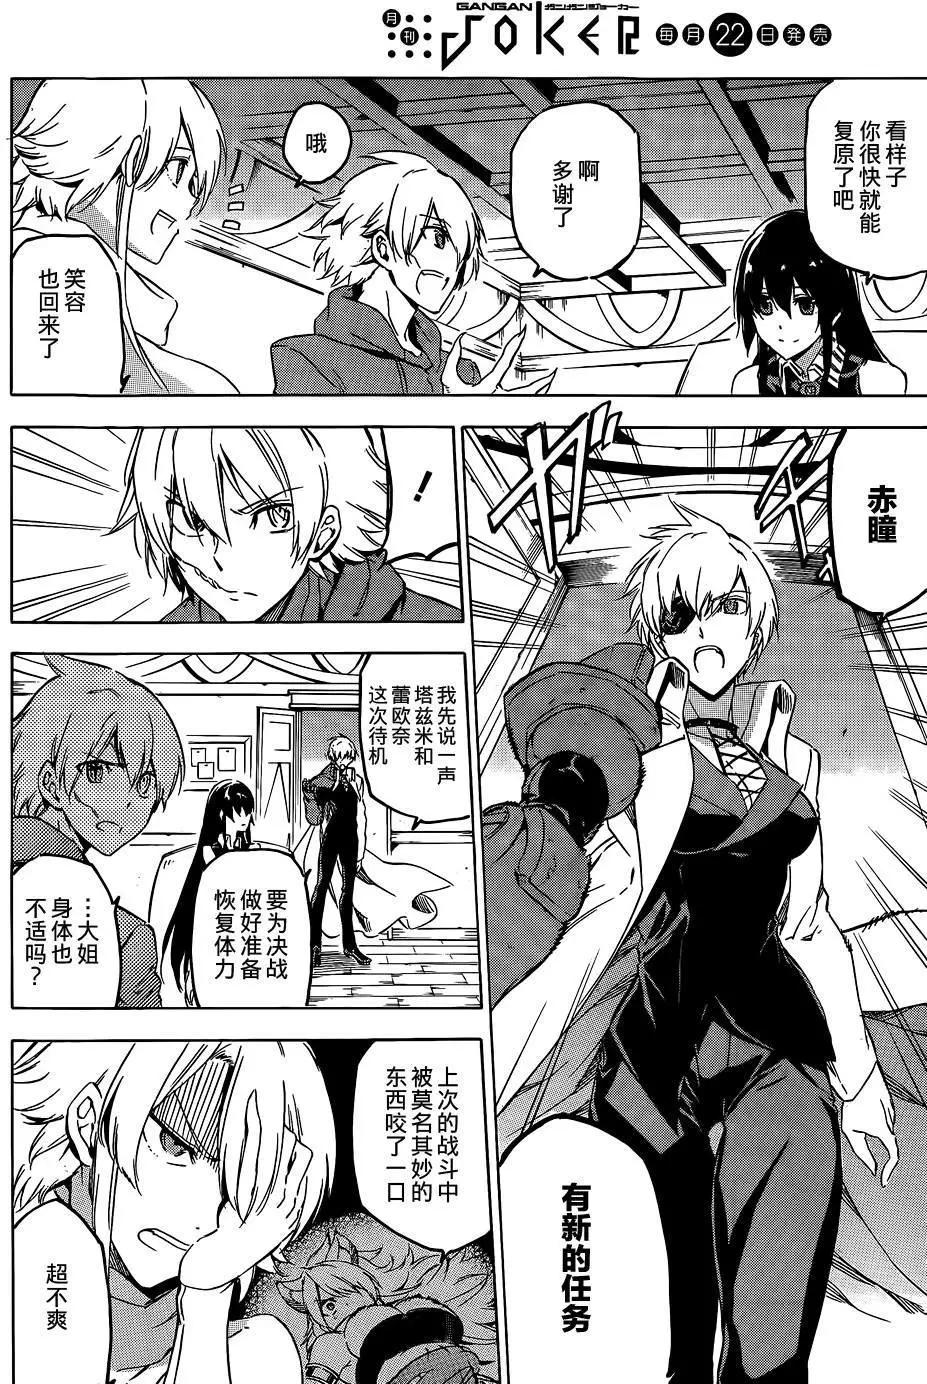 月刊
GANGAN
JOKER
毎月22日発売
看样子
你很快就能
复原了吧
啊
多谢了
哦
笑容
也回来了
赤瞳
ザッ
有新的任务
！
我先说一声
塔兹米和
蕾欧奈
这次待机
要为决战
做好准备
恢复体力
…大姐
身体也
不适吗？
上次的战斗中
被莫名其妙的
东西咬了一口
超不爽